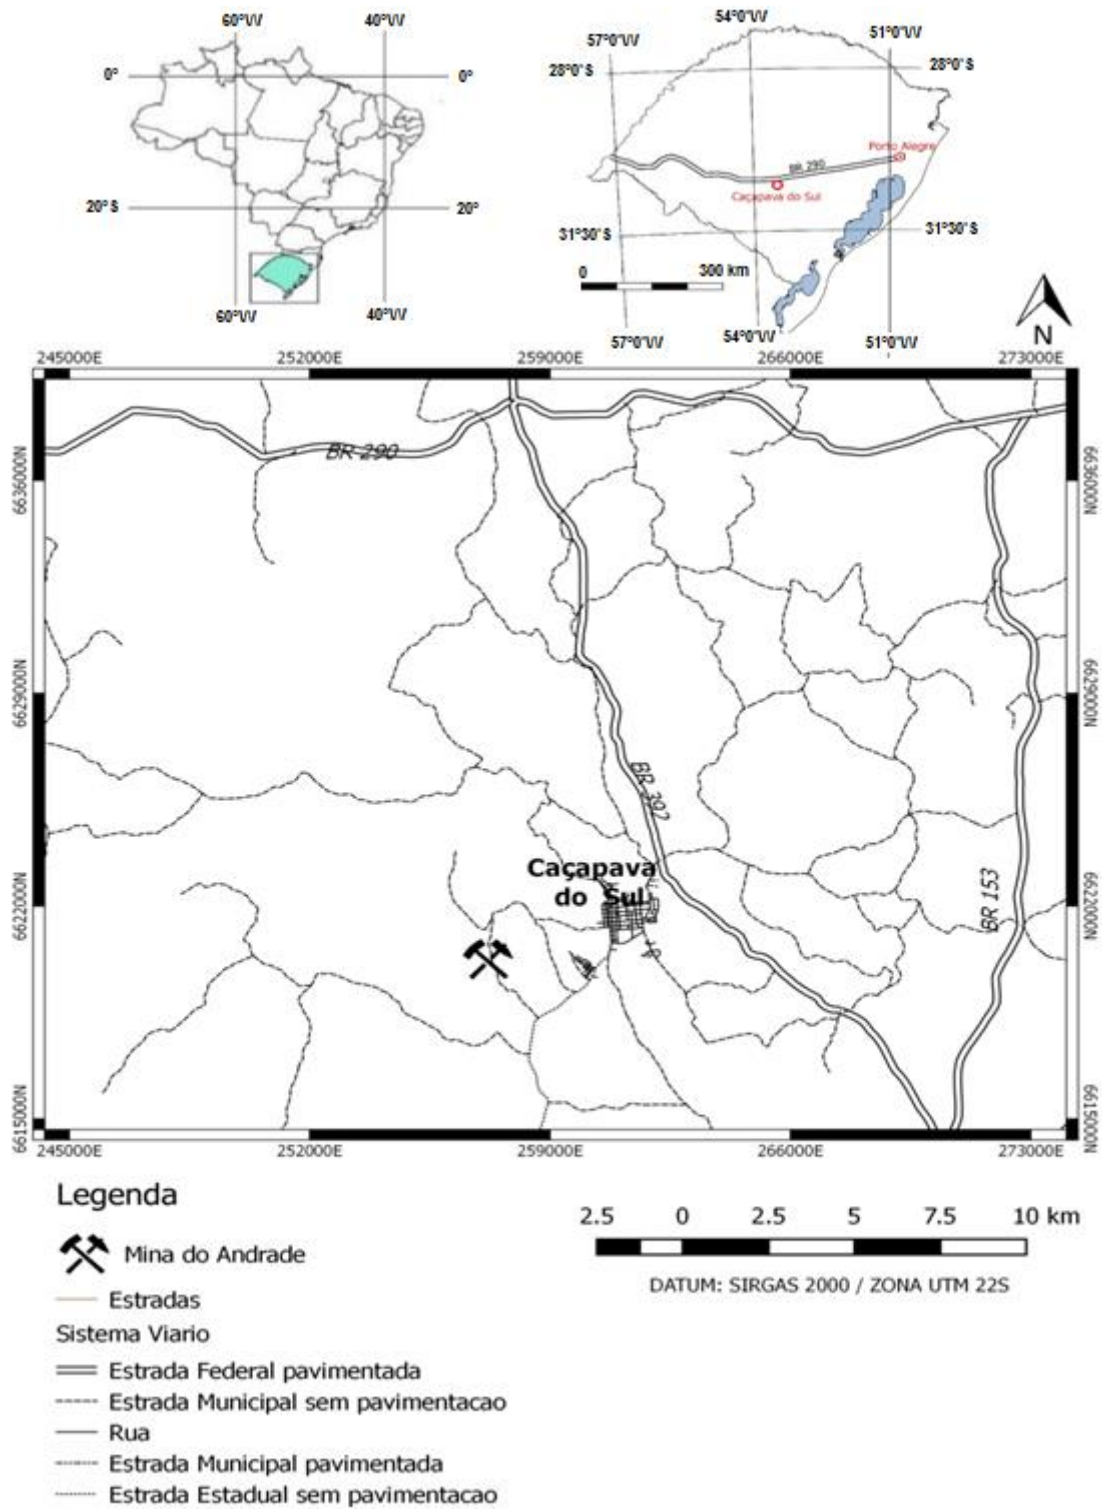 60°W 40°W
0° 0°
20°S 20°
60°W 40°W
54°0'W
57°0'W 51°0'W
28°0'S 28°0'S
Porto Alegre
BR 290
Caçapava do Sul
31°30'S 31°30'S
0 300 km
57°0'W 54°0'W 51°0'W
N
245000E 252000E 259000E 266000E 273000E
BR 290
6636000N 6636000N
6629000N 6629000N
BR 392
Caçapava
do Sul
6622000N 6622000N
BR 153
6615000N 6615000N
245000E 252000E 259000E 266000E 273000E
Legenda
Mina do Andrade
Estradas
Sistema Viario
Estrada Federal pavimentada
Estrada Municipal sem pavimentacao
Rua
Estrada Municipal pavimentada
Estrada Estadual sem pavimentacao
2.5 0 2.5 5 7.5 10 km
DATUM: SIRGAS 2000 / ZONA UTM 22S